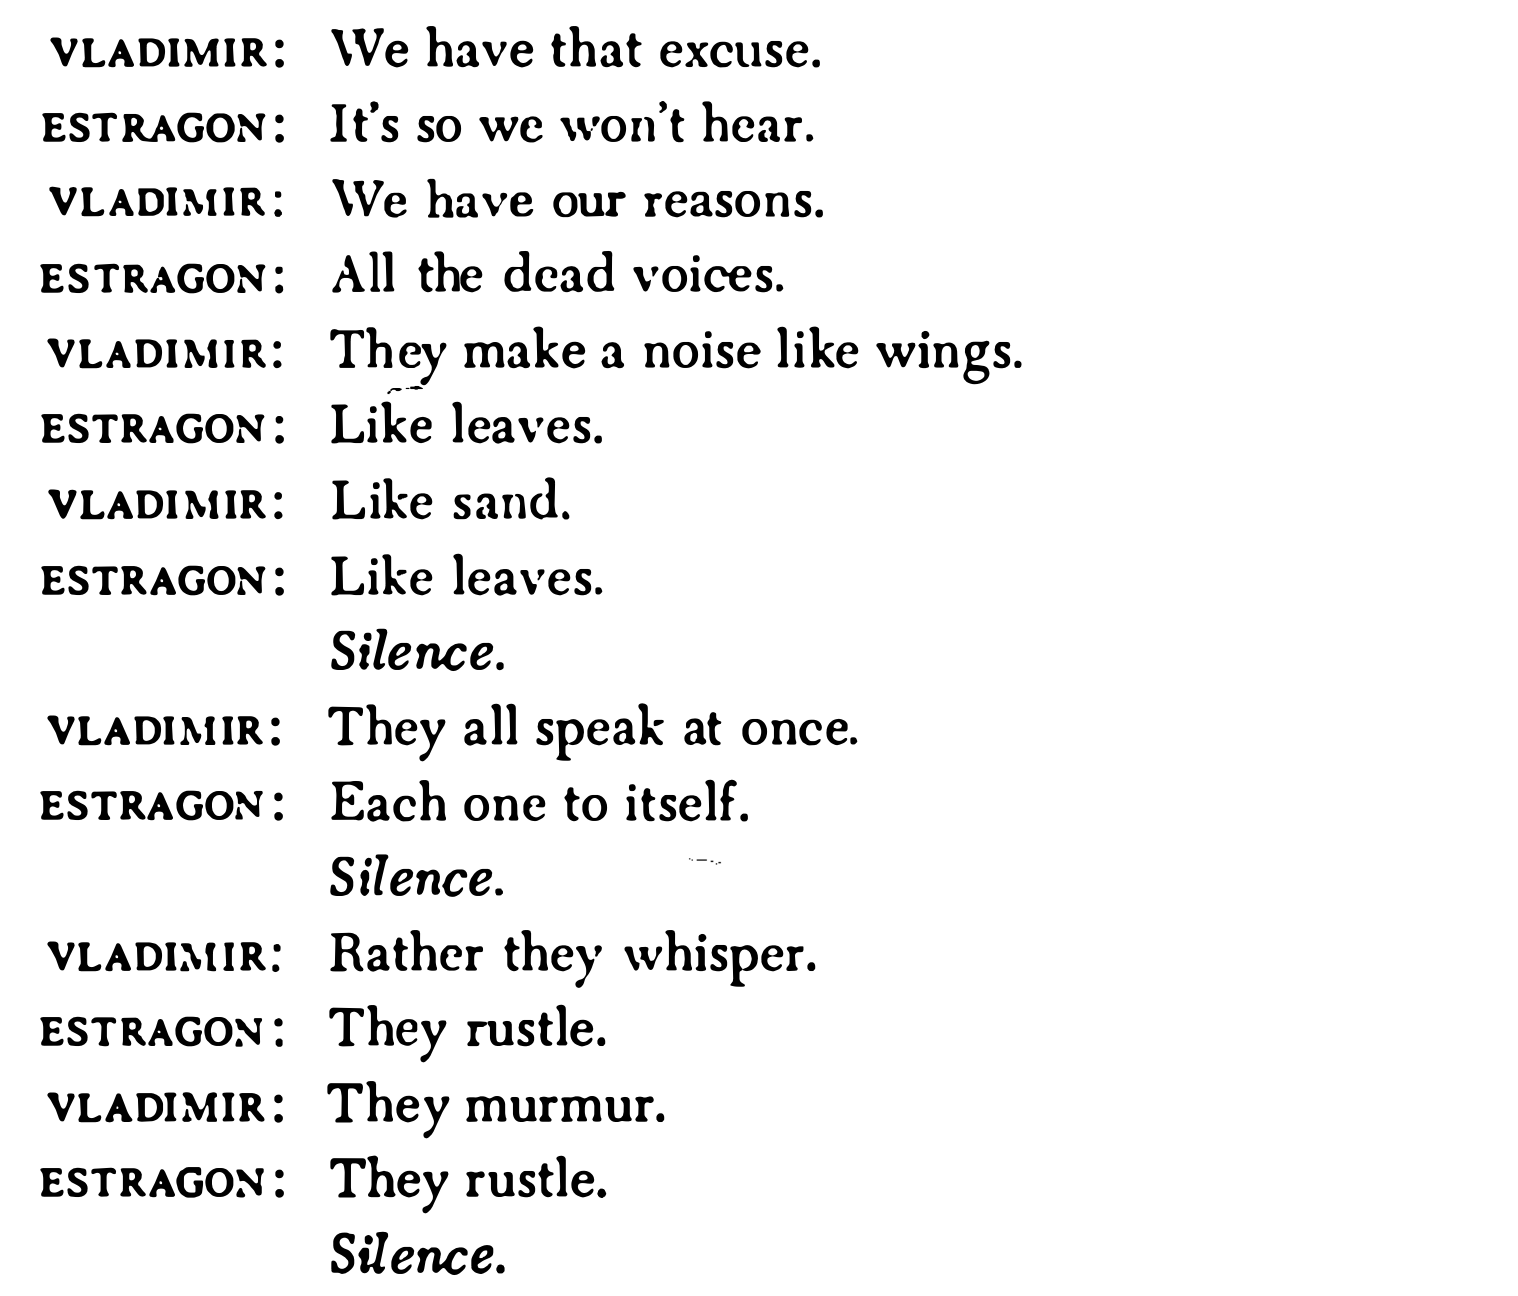 VLADIMIR: We have that excuse.
ESTRAGON: It's so we won't hear.
VLADIMIR: We have our reasons.
ESTRAGON: All the dead voices.
VLADIMIR: They make a noise like wings.
ESTRAGON: Like leaves.
VLADIMIR: Like sand.
ESTRAGON: Like leaves.
Silence.
VLADIMIR: They all speak at once.
ESTRAGON: Each one to itself.
Silence.
VLADIMIR: Rather they whisper.
ESTRAGON: They rustle.
VLADIMIR: They murmur.
ESTRAGON: They rustle.
Silence.